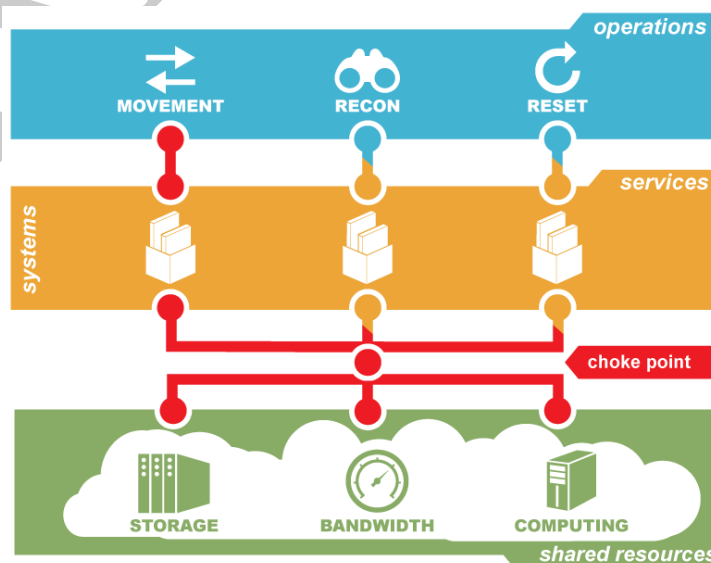 operations
MOVEMENT
RECON
RESET
services
systems
choke point
STORAGE
BANDWIDTH
COMPUTING
shared resources